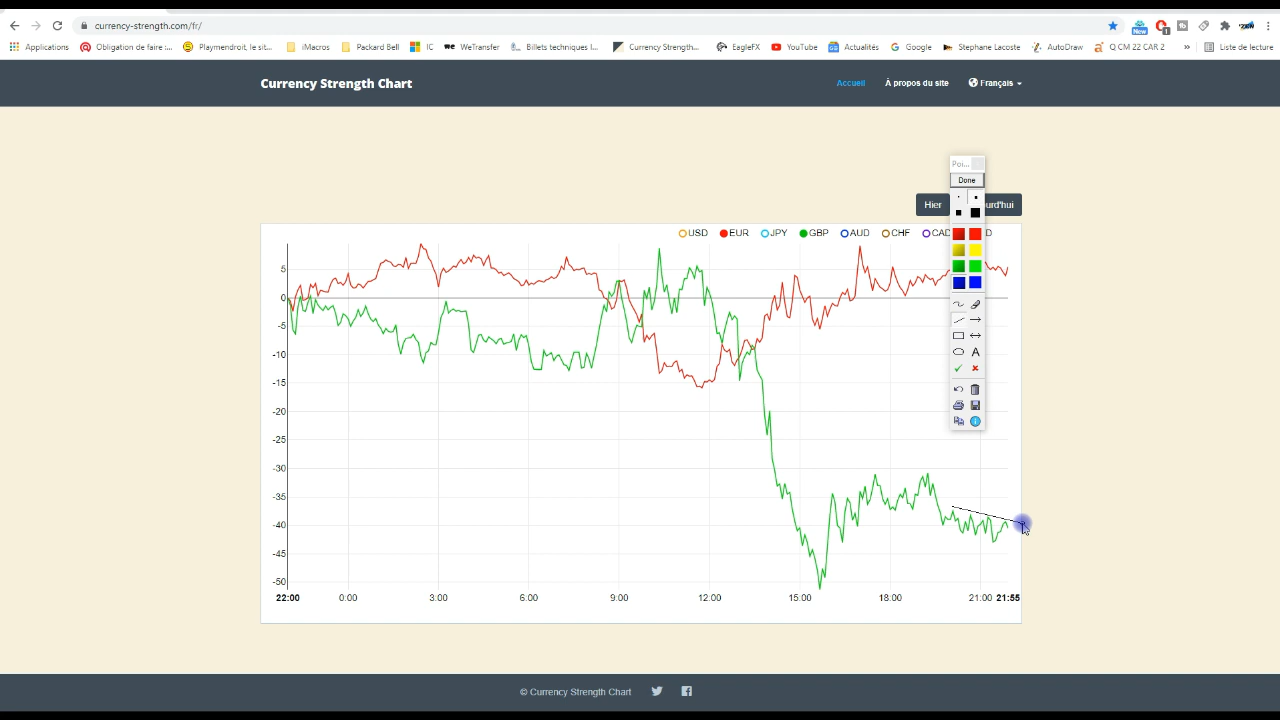 currency-strength.com/fr/
New
1
Applications
Obligation de faire :...
Playmendroit, le sit...
iMacros
Packard Bell
IC
WeTransfer
Billets techniques I...
Currency Strength...
EagleFX
YouTube
Actualités
Google
Stephane Lacoste
AutoDraw
Q CM 22 CAR 2
»
Liste de lecture
Currency Strength Chart
Accueil
À propos du site
Français
Poi...
Done
Hier
urd'hui
USD
EUR
JPY
GBP
AUD
CHF
CAD
D
A
5
0
-5
-10
-15
-20
-25
-30
-35
-40
-45
-50
22:00
0:00
3:00
6:00
9:00
12:00
15:00
18:00
21:00
21:55
© Currency Strength Chart